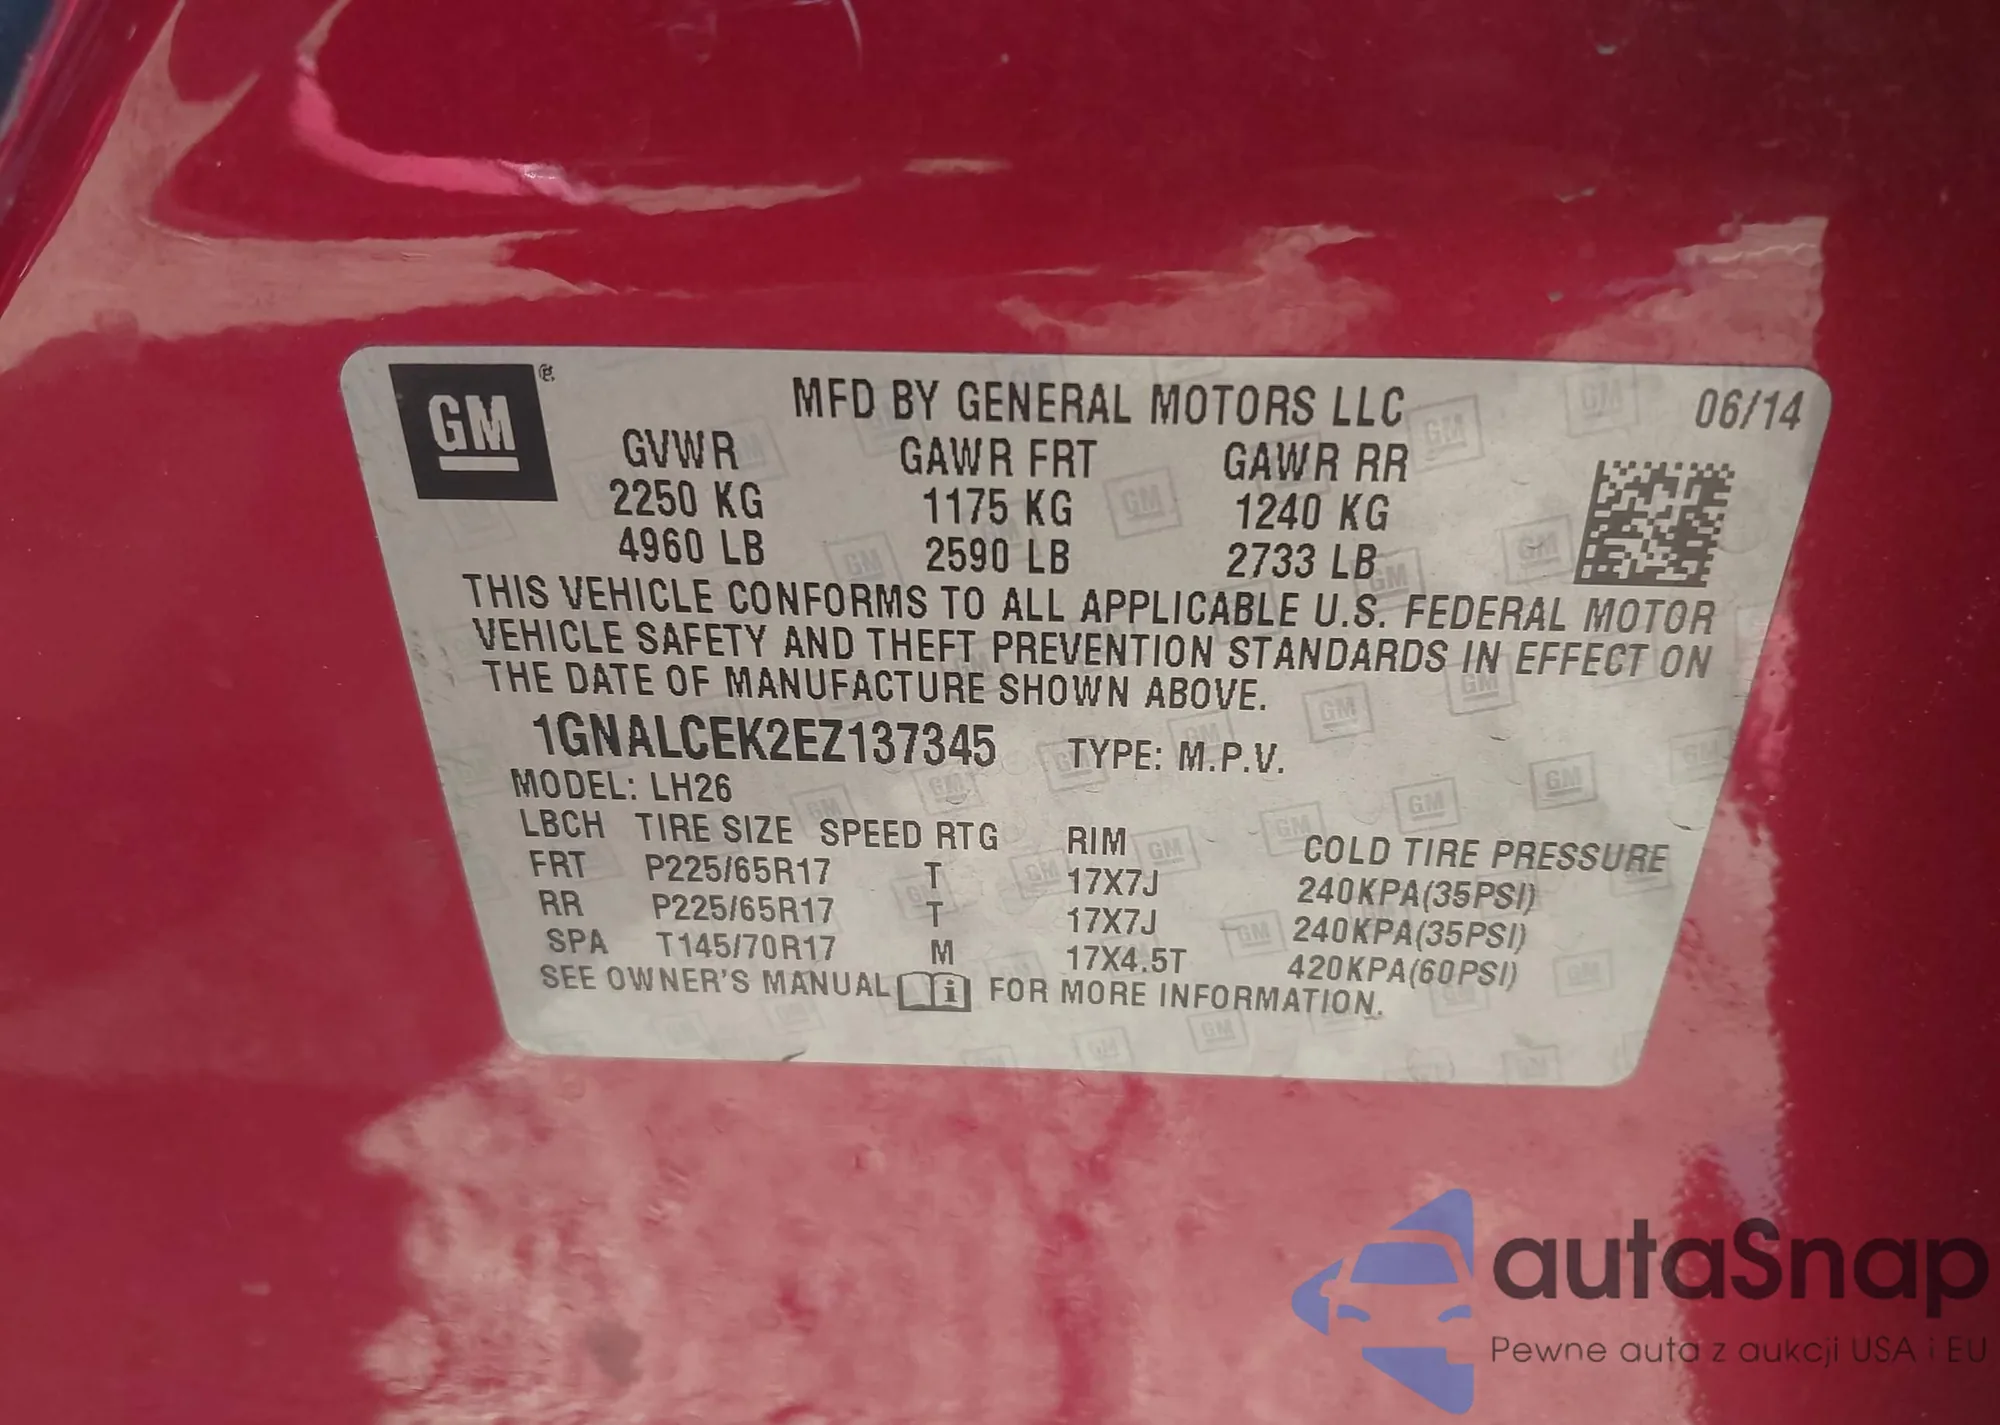 GM
MFD BY GENERAL MOTORS LLC 06/14
GVWR GAWR FRT GAWR RR
2250 KG 1175 KG 1240 KG
4960 LB 2590 LB 2733 LB
THIS VEHICLE CONFORMS TO ALL APPLICABLE U.S. FEDERAL MOTOR
VEHICLE SAFETY AND THEFT PREVENTION STANDARDS IN EFFECT ON
THE DATE OF MANUFACTURE SHOWN ABOVE.
1GNALCEK2EZ137345 TYPE: M.P.V.
MODEL: LH26
LBCH TIRE SIZE SPEED RTG RIM COLD TIRE PRESSURE
FRT P225/65R17 T 17X7J 240KPA(35PSI)
RR P225/65R17 T 17X7J 240KPA(35PSI)
SPA T145/70R17 M 17X4.5T 420KPA(60PSI)
SEE OWNER'S MANUAL FOR MORE INFORMATION.
autaSnap
Pewne auta z aukcji USA i EU